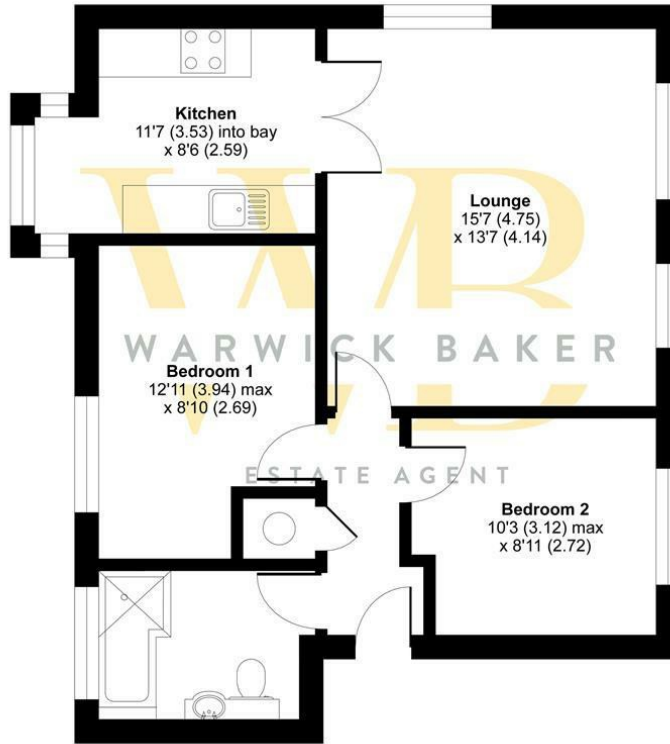 Kitchen
11'7 (3.53) into bay
x 8'6 (2.59)
Lounge
15'7 (4.75)
x 13'7 (4.14)
WB
WARWICK BAKER
Bedroom 1
12'11 (3.94) max
x 8'10 (2.69)
ESTATE AGENT
Bedroom 2
10'3 (3.12) max
x 8'11 (2.72)